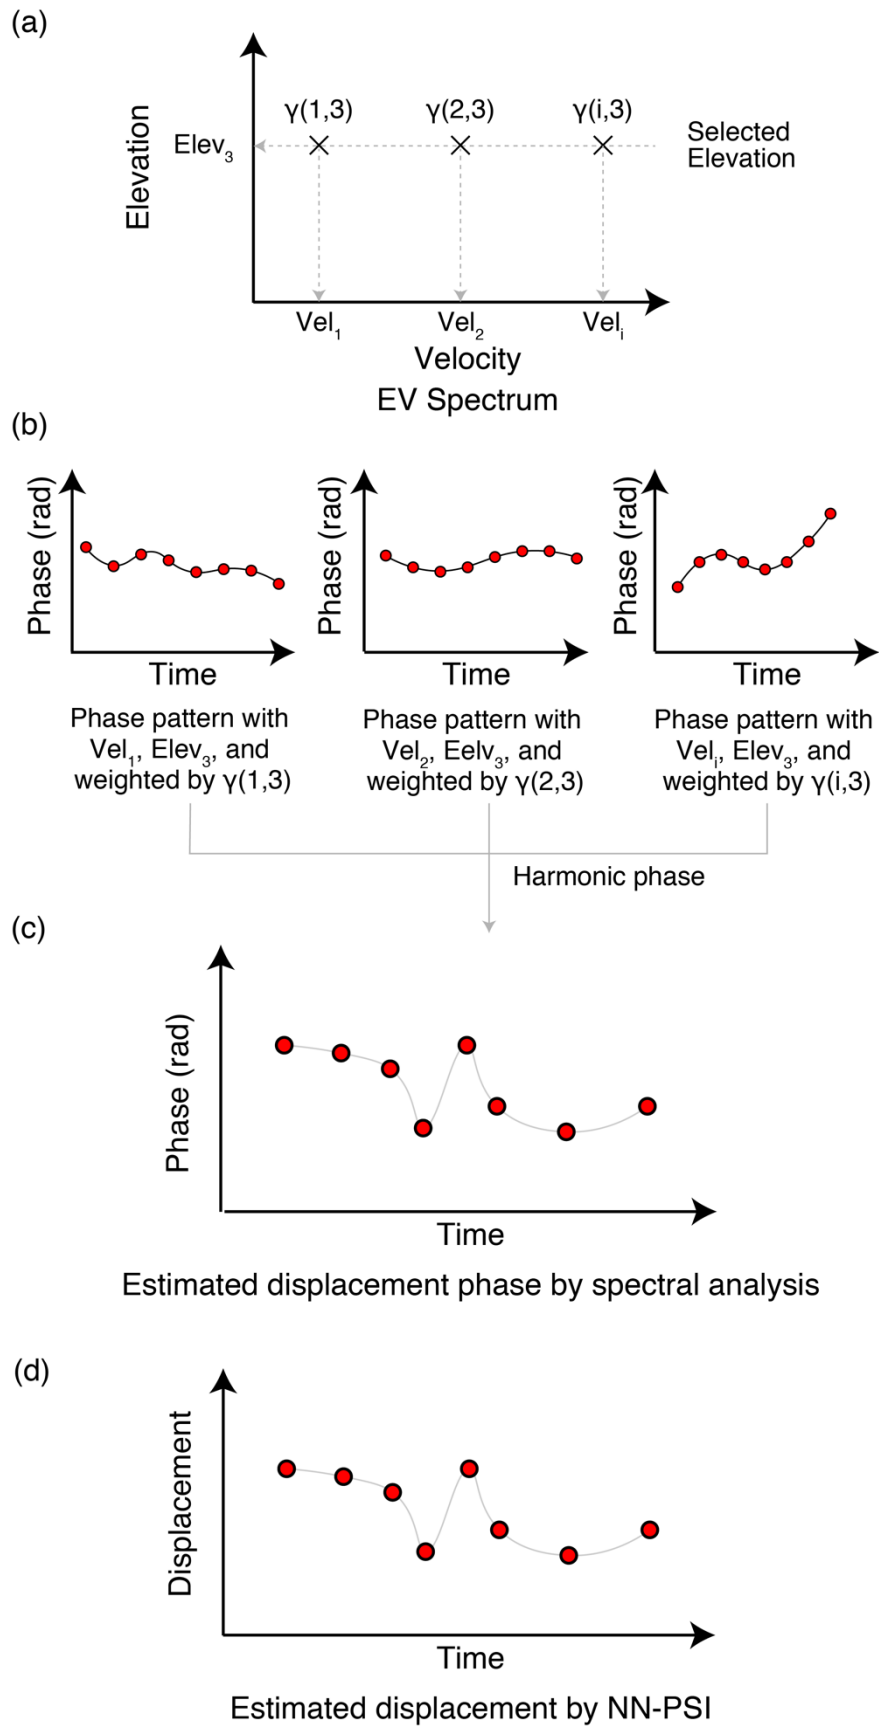 (a)
Elevation
γ(1,3)
γ(2,3)
γ(i,3)
Elev₃
Selected
Elevation
Vel₁
Vel₂
Velᵢ
Velocity
EV Spectrum
(b)
Phase (rad)
Time
Phase pattern with
Vel₁, Elev₃, and
weighted by γ(1,3)
Phase (rad)
Time
Phase pattern with
Vel₂, Eelv₃, and
weighted by γ(2,3)
Phase (rad)
Time
Phase pattern with
Velᵢ, Elev₃, and
weighted by γ(i,3)
Harmonic phase
(c)
Phase (rad)
Time
Estimated displacement phase by spectral analysis
(d)
Displacement
Time
Estimated displacement by NN-PSI